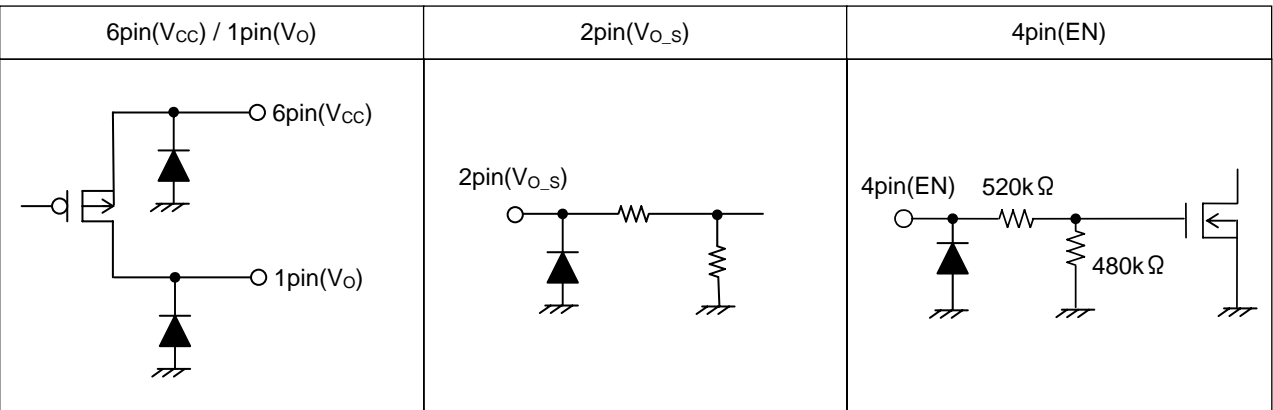 6pin(VCC) / 1pin(VO)
2pin(VO_S)
4pin(EN)
6pin(VCC)
1pin(VO)
2pin(VO_S)
4pin(EN)
520kΩ
480kΩ